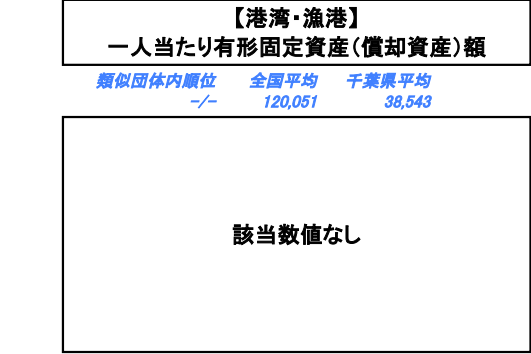 【港湾・漁港】
一人当たり有形固定資産（償却資産）額
類似団体内順位 全国平均 千葉県平均
-/- 120,051 38,543
該当数値なし